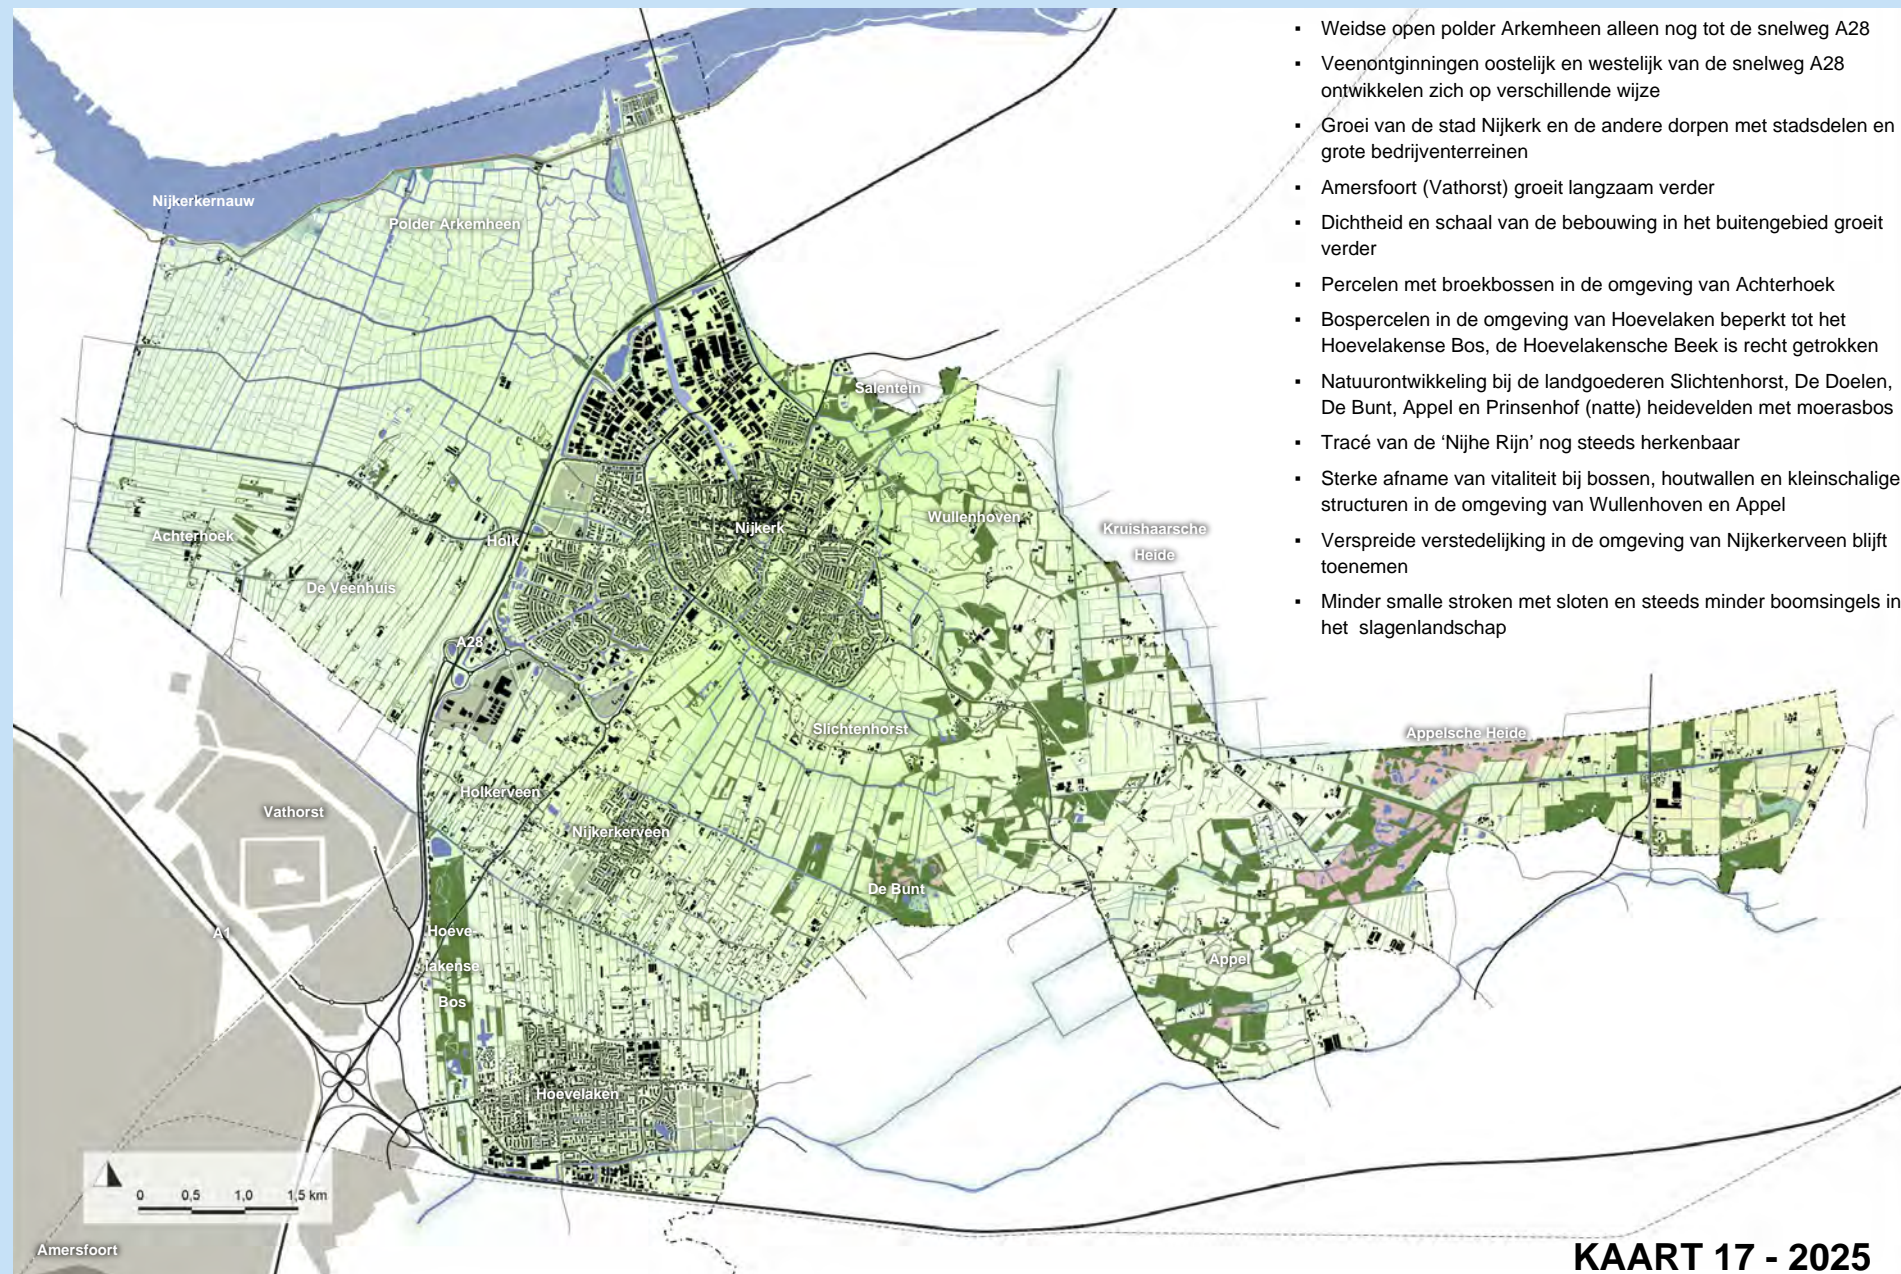 ▪ Weidse open polder Arkemheen alleen nog tot de snelweg A28
▪ Veenontginningen oostelijk en westelijk van de snelweg A28
ontwikkelen zich op verschillende wijze
▪ Groei van de stad Nijkerk en de andere dorpen met stadsdelen en
grote bedrijventerreinen
▪ Amersfoort (Vathorst) groeit langzaam verder
▪ Dichtheid en schaal van de bebouwing in het buitengebied groeit
verder
▪ Percelen met broekbossen in de omgeving van Achterhoek
▪ Bospercelen in de omgeving van Hoevelaken beperkt tot het
Hoevelakense Bos, de Hoevelakensche Beek is recht getrokken
▪ Natuurontwikkeling bij de landgoederen Slichtenhorst, De Doelen,
De Bunt, Appel en Prinsenhof (natte) heidevelden met moerasbos
▪ Tracé van de ‘Nijhe Rijn’ nog steeds herkenbaar
▪ Sterke afname van vitaliteit bij bossen, houtwallen en kleinschalige
structuren in de omgeving van Wullenhoven en Appel
▪ Verspreide verstedelijking in de omgeving van Nijkerkerveen blijft
toenemen
▪ Minder smalle stroken met sloten en steeds minder boomsingels in
het slagenlandschap
Nijkerkernauw
Polder Arkemheen
Salentein
Wullenhoven
Kruishaarsche
Heide
Nijkerk
Achterhoek
Holk
De Veenhuis
A28
Slichtenhorst
Appelsche Heide
Holkerveen
Vathorst
Nijkerkerveen
De Bunt
A1
Hoeve-
lakense
Bos
Appel
Hoevelaken
0 0,5 1,0 1,5 km
Amersfoort
KAART 17 - 2025